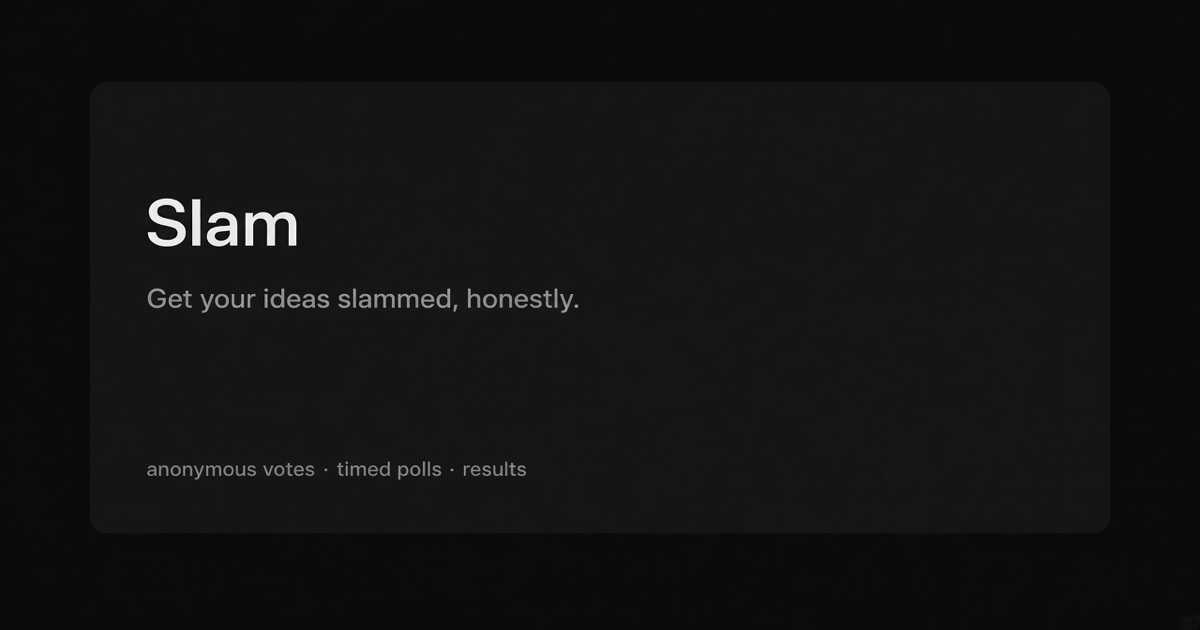 Slam
Get your ideas slammed, honestly.
anonymous votes · timed polls · results